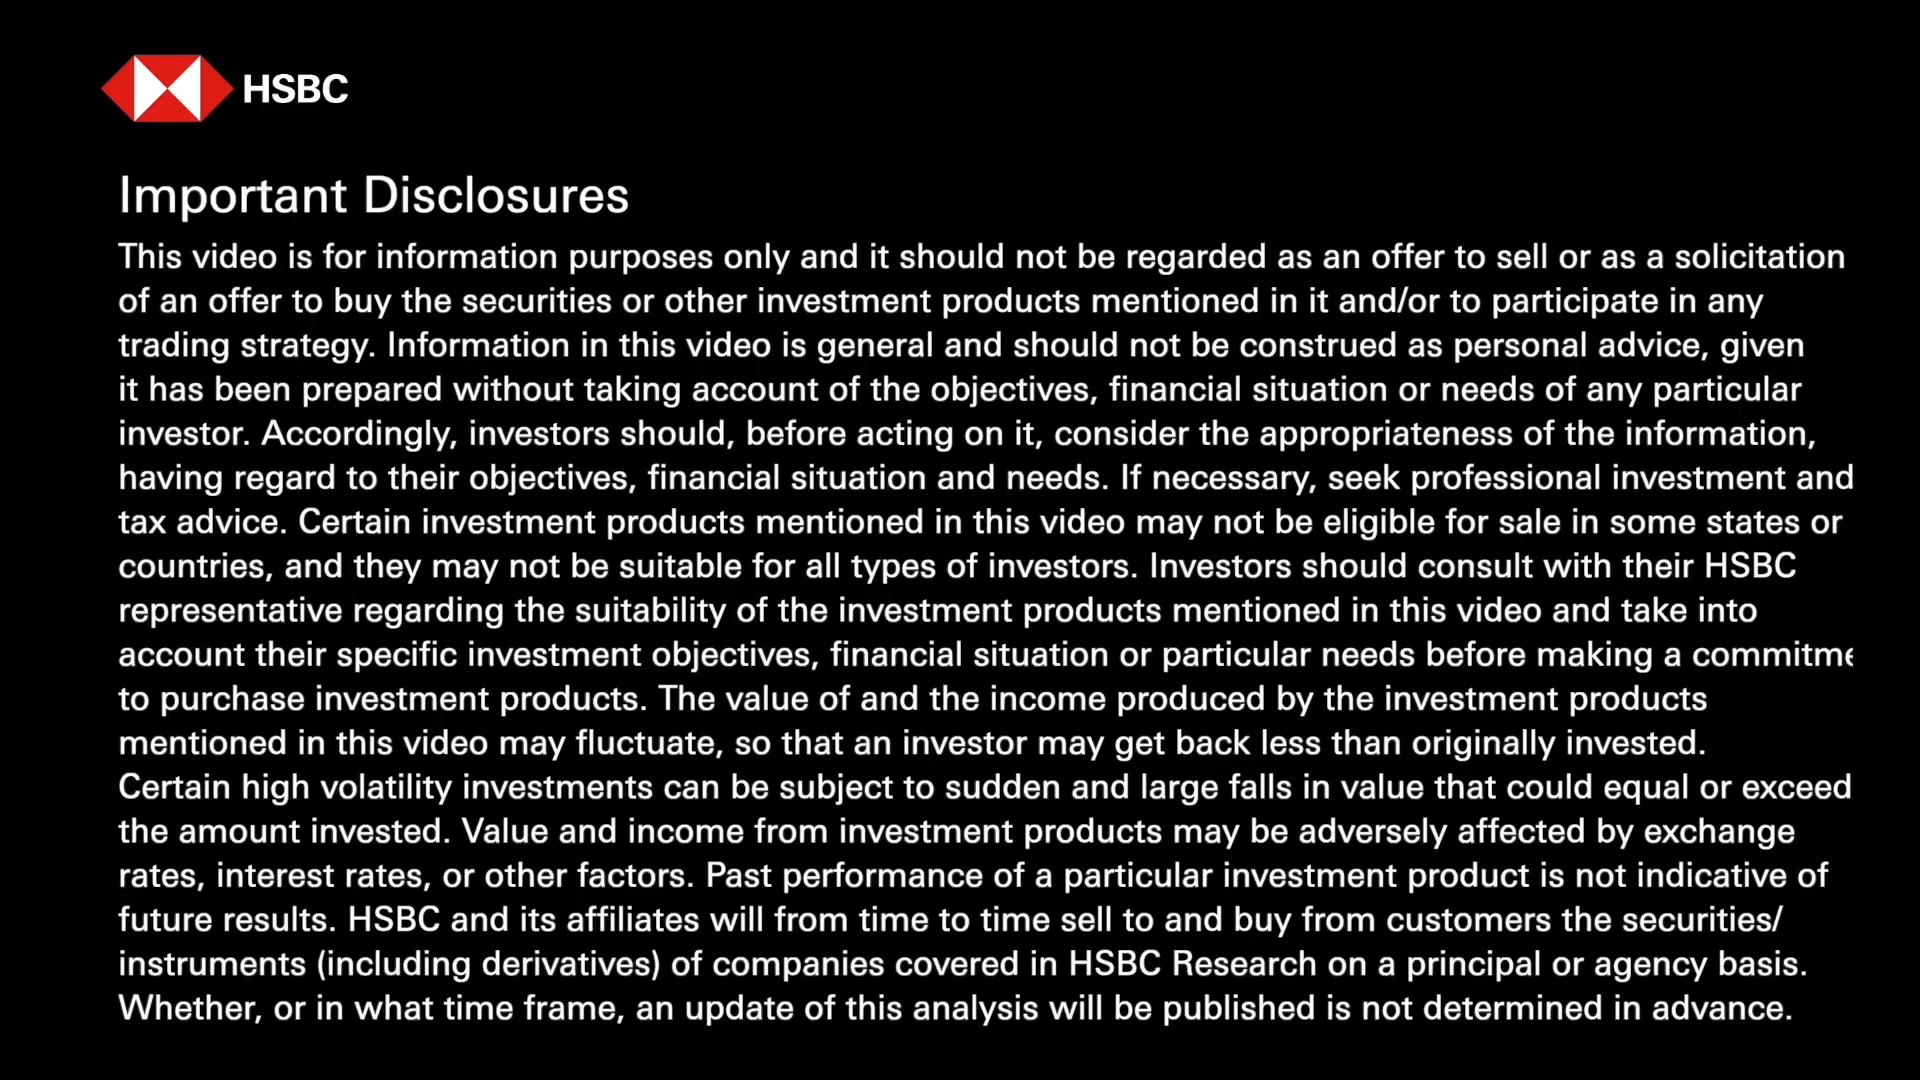 HSBC
Important Disclosures
This video is for information purposes only and it should not be regarded as an offer to sell or as a solicitation
of an offer to buy the securities or other investment products mentioned in it and/or to participate in any
trading strategy. Information in this video is general and should not be construed as personal advice, given
it has been prepared without taking account of the objectives, financial situation or needs of any particular
investor. Accordingly, investors should, before acting on it, consider the appropriateness of the information,
having regard to their objectives, financial situation and needs. If necessary, seek professional investment and
tax advice. Certain investment products mentioned in this video may not be eligible for sale in some states or
countries, and they may not be suitable for all types of investors. Investors should consult with their HSBC
representative regarding the suitability of the investment products mentioned in this video and take into
account their specific investment objectives, financial situation or particular needs before making a commitme
to purchase investment products. The value of and the income produced by the investment products
mentioned in this video may fluctuate, so that an investor may get back less than originally invested.
Certain high volatility investments can be subject to sudden and large falls in value that could equal or exceed
the amount invested. Value and income from investment products may be adversely affected by exchange
rates, interest rates, or other factors. Past performance of a particular investment product is not indicative of
future results. HSBC and its affiliates will from time to time sell to and buy from customers the securities/
instruments (including derivatives) of companies covered in HSBC Research on a principal or agency basis.
Whether, or in what time frame, an update of this analysis will be published is not determined in advance.